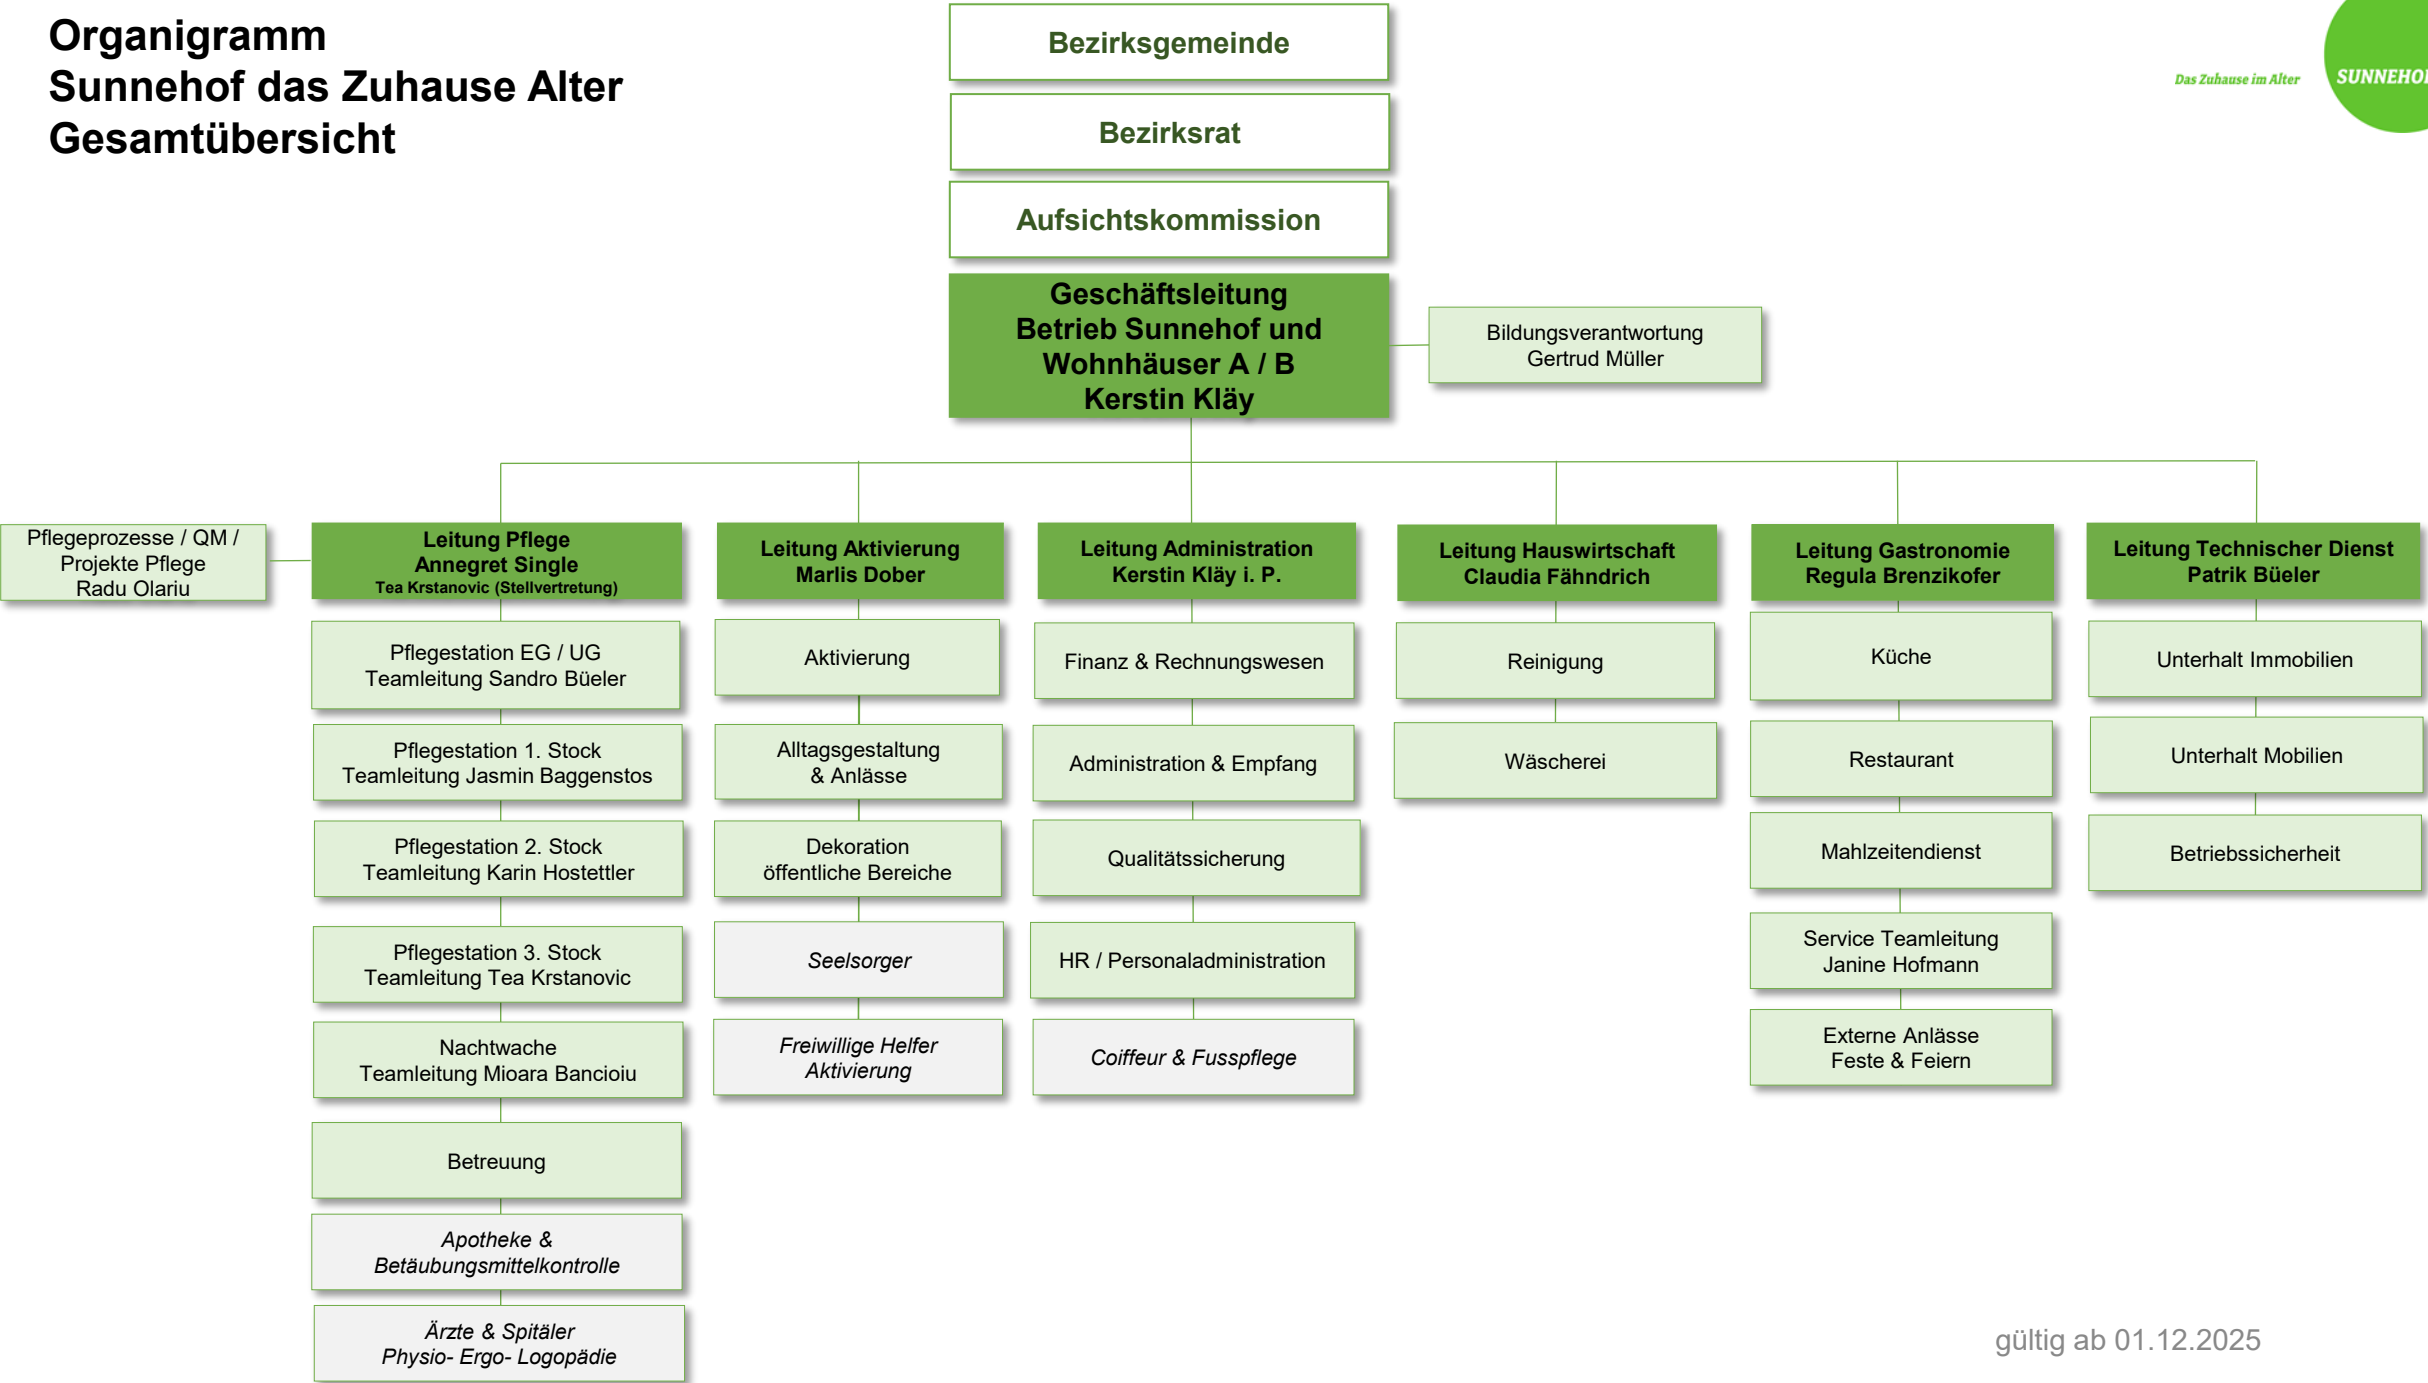 Organigramm
Sunnehof das Zuhause Alter
Gesamtübersicht
Bezirksgemeinde
Bezirksrat
Aufsichtskommission
Geschäftsleitung
Betrieb Sunnehof und
Wohnhäuser A / B
Kerstin Kläy
Bildungsverantwortung
Gertrud Müller
Das Zuhause im Alter
SUNNEHOF
Pflegeprozesse / QM /
Projekte Pflege
Radu Olariu
Leitung Pflege
Annegret Single
Tea Krstanovic (Stellvertretung)
Pflegestation EG / UG
Teamleitung Sandro Büeler
Pflegestation 1. Stock
Teamleitung Jasmin Baggenstos
Pflegestation 2. Stock
Teamleitung Karin Hostettler
Pflegestation 3. Stock
Teamleitung Tea Krstanovic
Nachtwache
Teamleitung Mioara Bancioiu
Betreuung
Apotheke &
Betäubungsmittelkontrolle
Ärzte & Spitäler
Physio- Ergo- Logopädie
Leitung Aktivierung
Marlis Dober
Aktivierung
Alltagsgestaltung
& Anlässe
Dekoration
öffentliche Bereiche
Seelsorger
Freiwillige Helfer
Aktivierung
Leitung Administration
Kerstin Kläy i. P.
Finanz & Rechnungswesen
Administration & Empfang
Qualitätssicherung
HR / Personaladministration
Coiffeur & Fusspflege
Leitung Hauswirtschaft
Claudia Fähndrich
Reinigung
Wäscherei
Leitung Gastronomie
Regula Brenzikofer
Küche
Restaurant
Mahlzeitendienst
Service Teamleitung
Janine Hofmann
Externe Anlässe
Feste & Feiern
Leitung Technischer Dienst
Patrik Büeler
Unterhalt Immobilien
Unterhalt Mobilien
Betriebssicherheit
gültig ab 01.12.2025